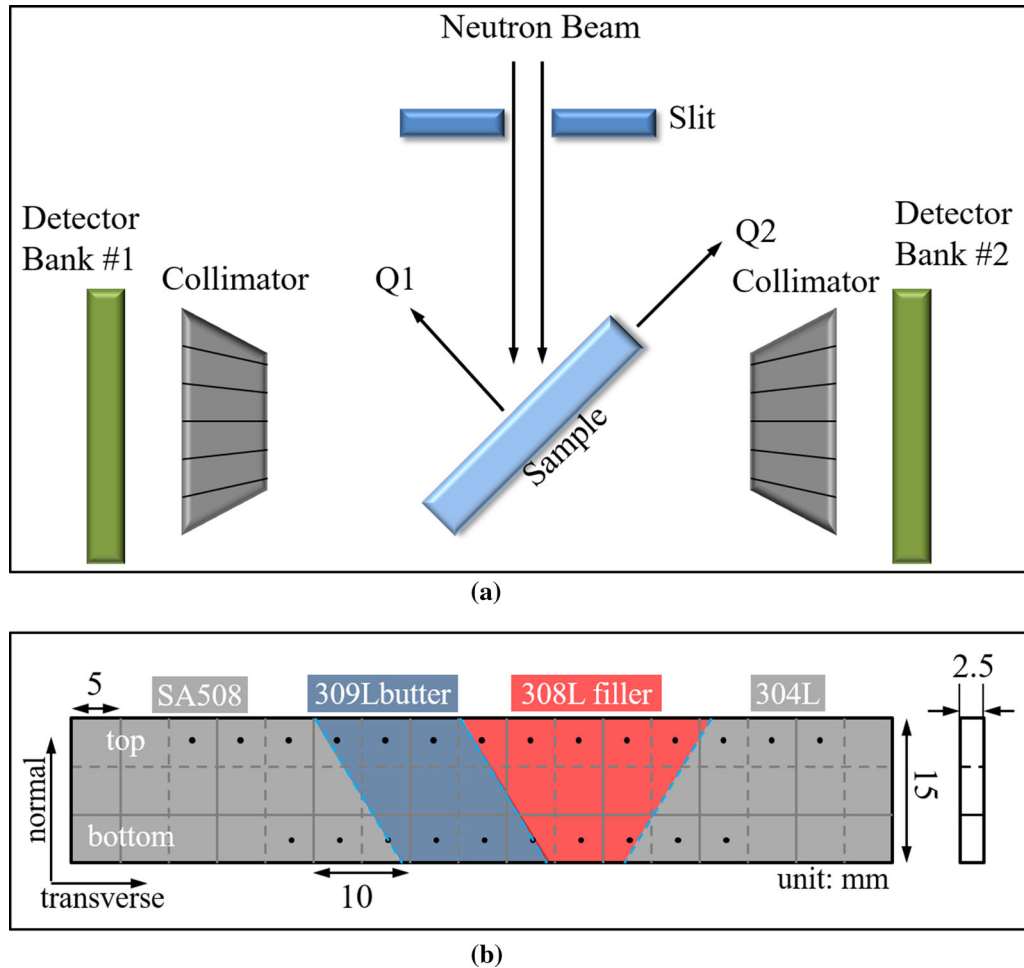 Neutron Beam
Slit
Detector
Bank #1
Collimator
Q1
Q2
Collimator
Detector
Bank #2
Sample
(a)
5
SA508
309Lbutter
308L filler
304L
2.5
top
normal
15
bottom
transverse
10
unit: mm
(b)